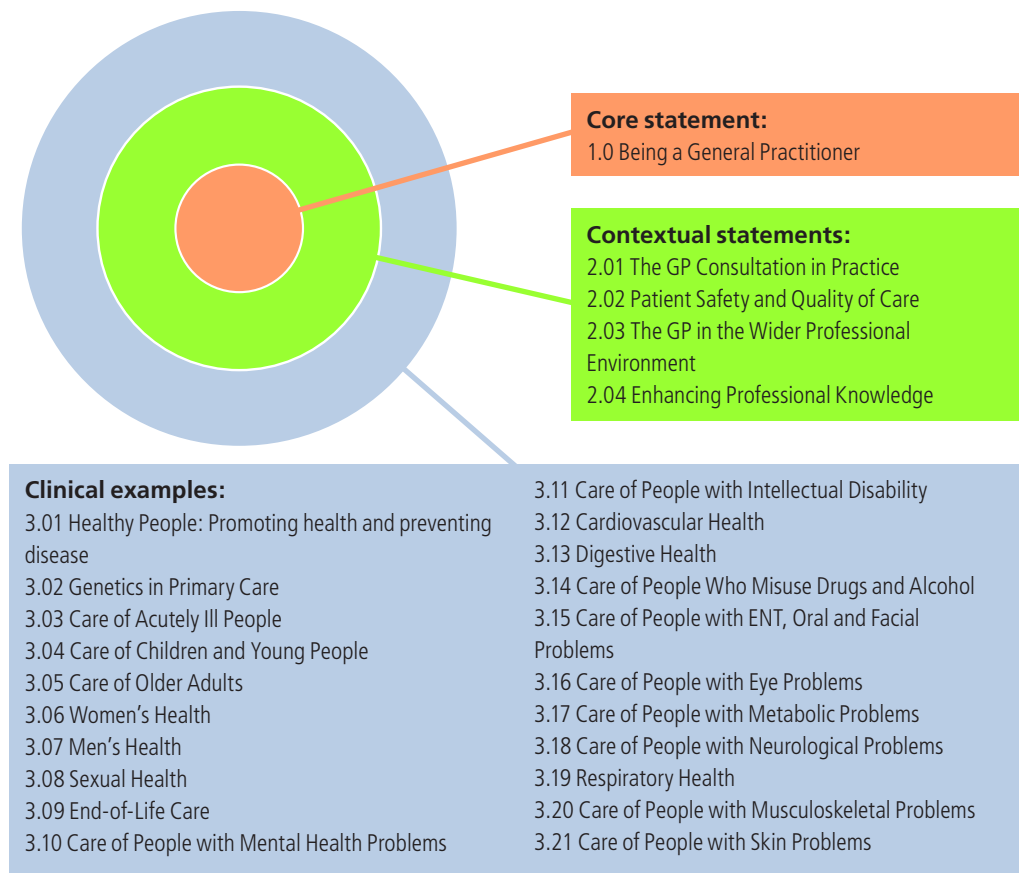 Core statement:
1.0 Being a General Practitioner
Contextual statements:
2.01 The GP Consultation in Practice
2.02 Patient Safety and Quality of Care
2.03 The GP in the Wider Professional
Environment
2.04 Enhancing Professional Knowledge
Clinical examples:
3.01 Healthy People: Promoting health and preventing
disease
3.02 Genetics in Primary Care
3.03 Care of Acutely Ill People
3.04 Care of Children and Young People
3.05 Care of Older Adults
3.06 Women’s Health
3.07 Men’s Health
3.08 Sexual Health
3.09 End-of-Life Care
3.10 Care of People with Mental Health Problems
3.11 Care of People with Intellectual Disability
3.12 Cardiovascular Health
3.13 Digestive Health
3.14 Care of People Who Misuse Drugs and Alcohol
3.15 Care of People with ENT, Oral and Facial
Problems
3.16 Care of People with Eye Problems
3.17 Care of People with Metabolic Problems
3.18 Care of People with Neurological Problems
3.19 Respiratory Health
3.20 Care of People with Musculoskeletal Problems
3.21 Care of People with Skin Problems